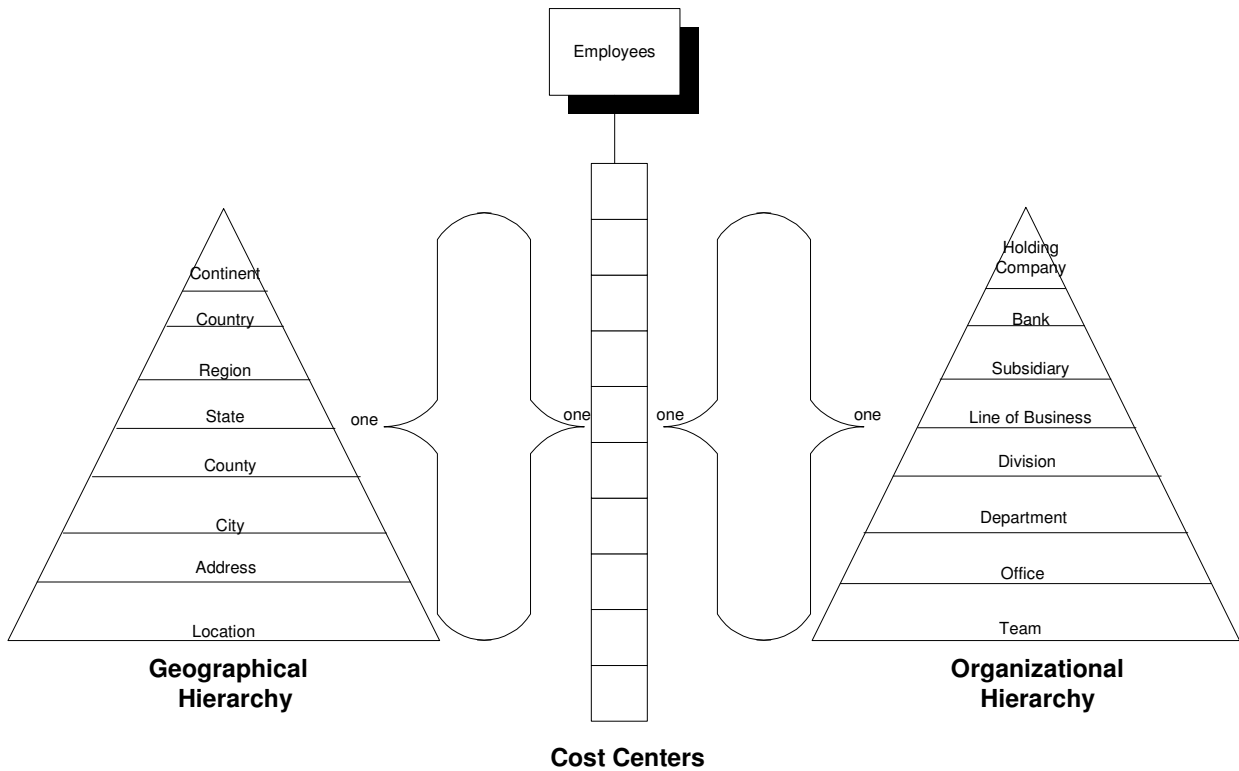 Employees
Continent
Country
Region
State
County
City
Address
Location
Geographical
Hierarchy
one
one
one
one
Cost Centers
Holding
Company
Bank
Subsidiary
Line of Business
Division
Department
Office
Team
Organizational
Hierarchy